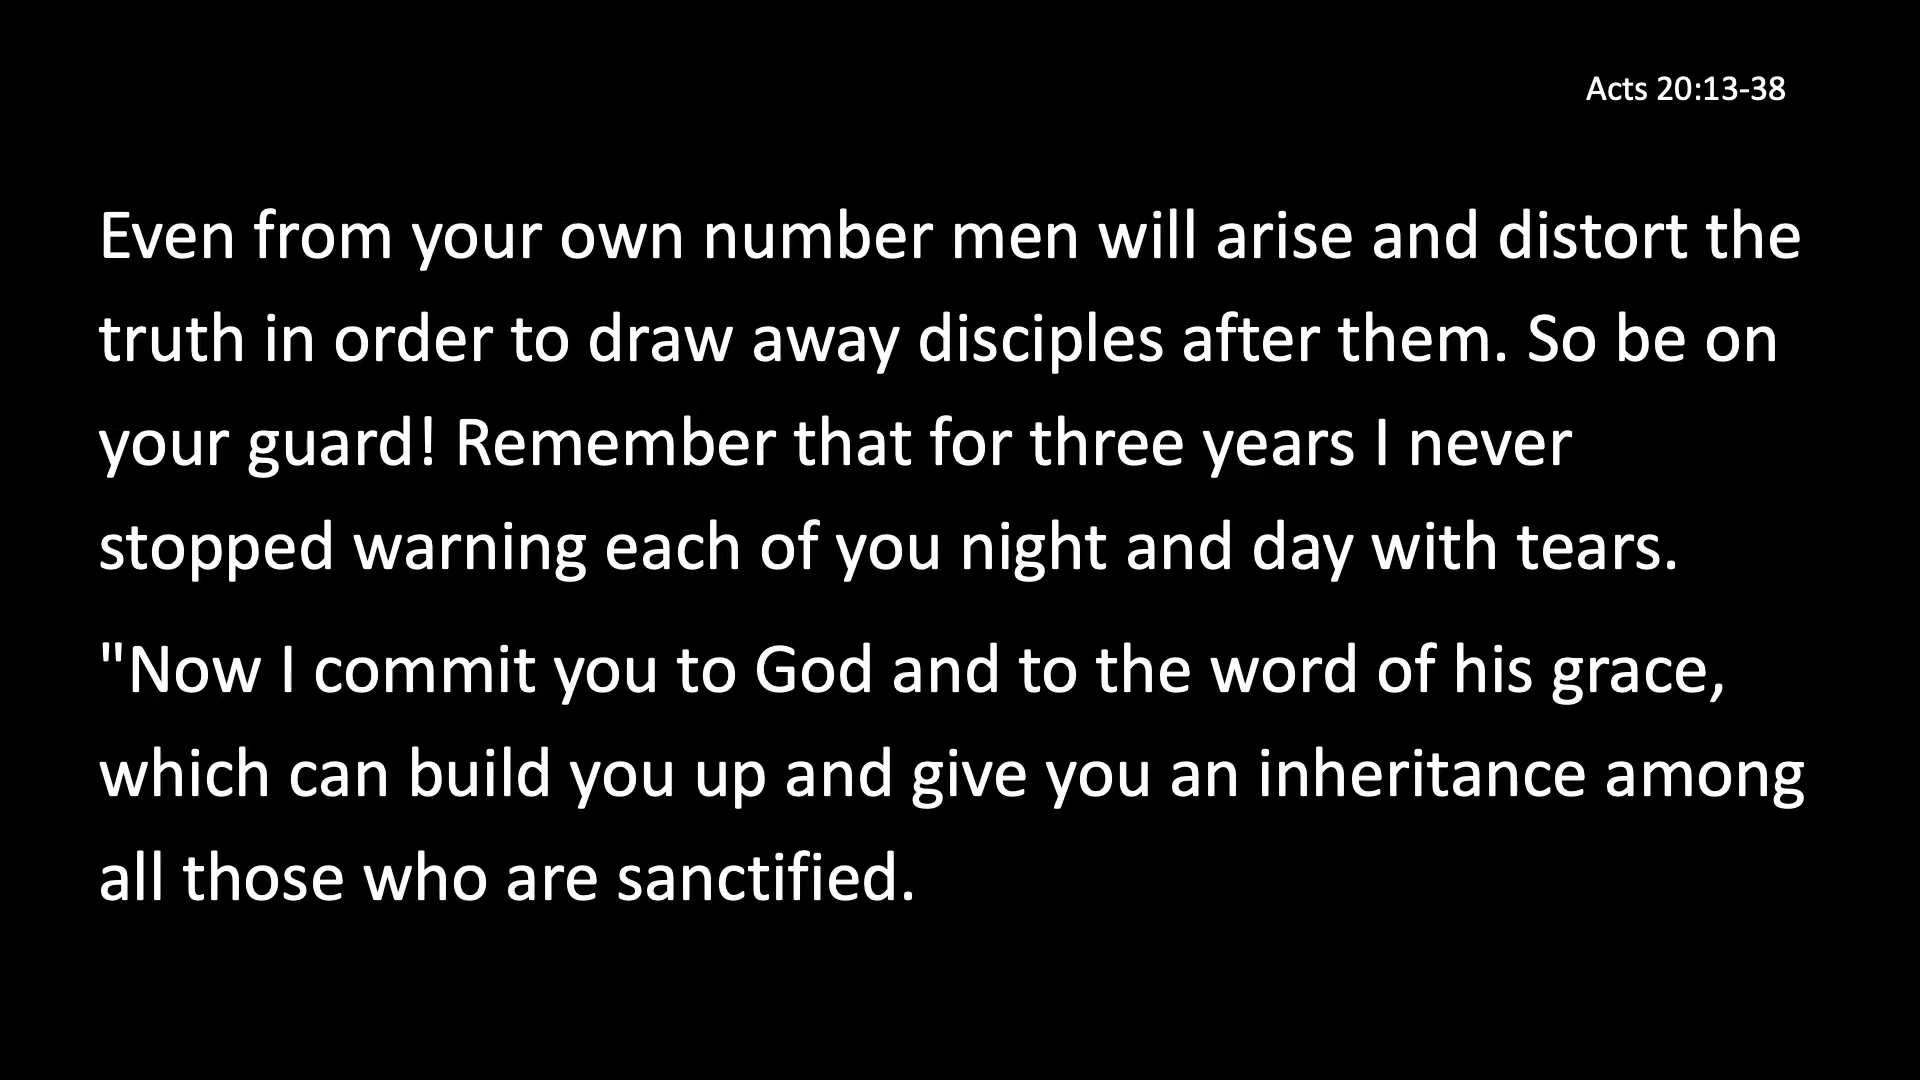 Acts 20:13-38
Even from your own number men will arise and distort the
truth in order to draw away disciples after them. So be on
your guard! Remember that for three years I never
stopped warning each of you night and day with tears.
"Now I commit you to God and to the word of his grace,
which can build you up and give you an inheritance among
all those who are sanctified.